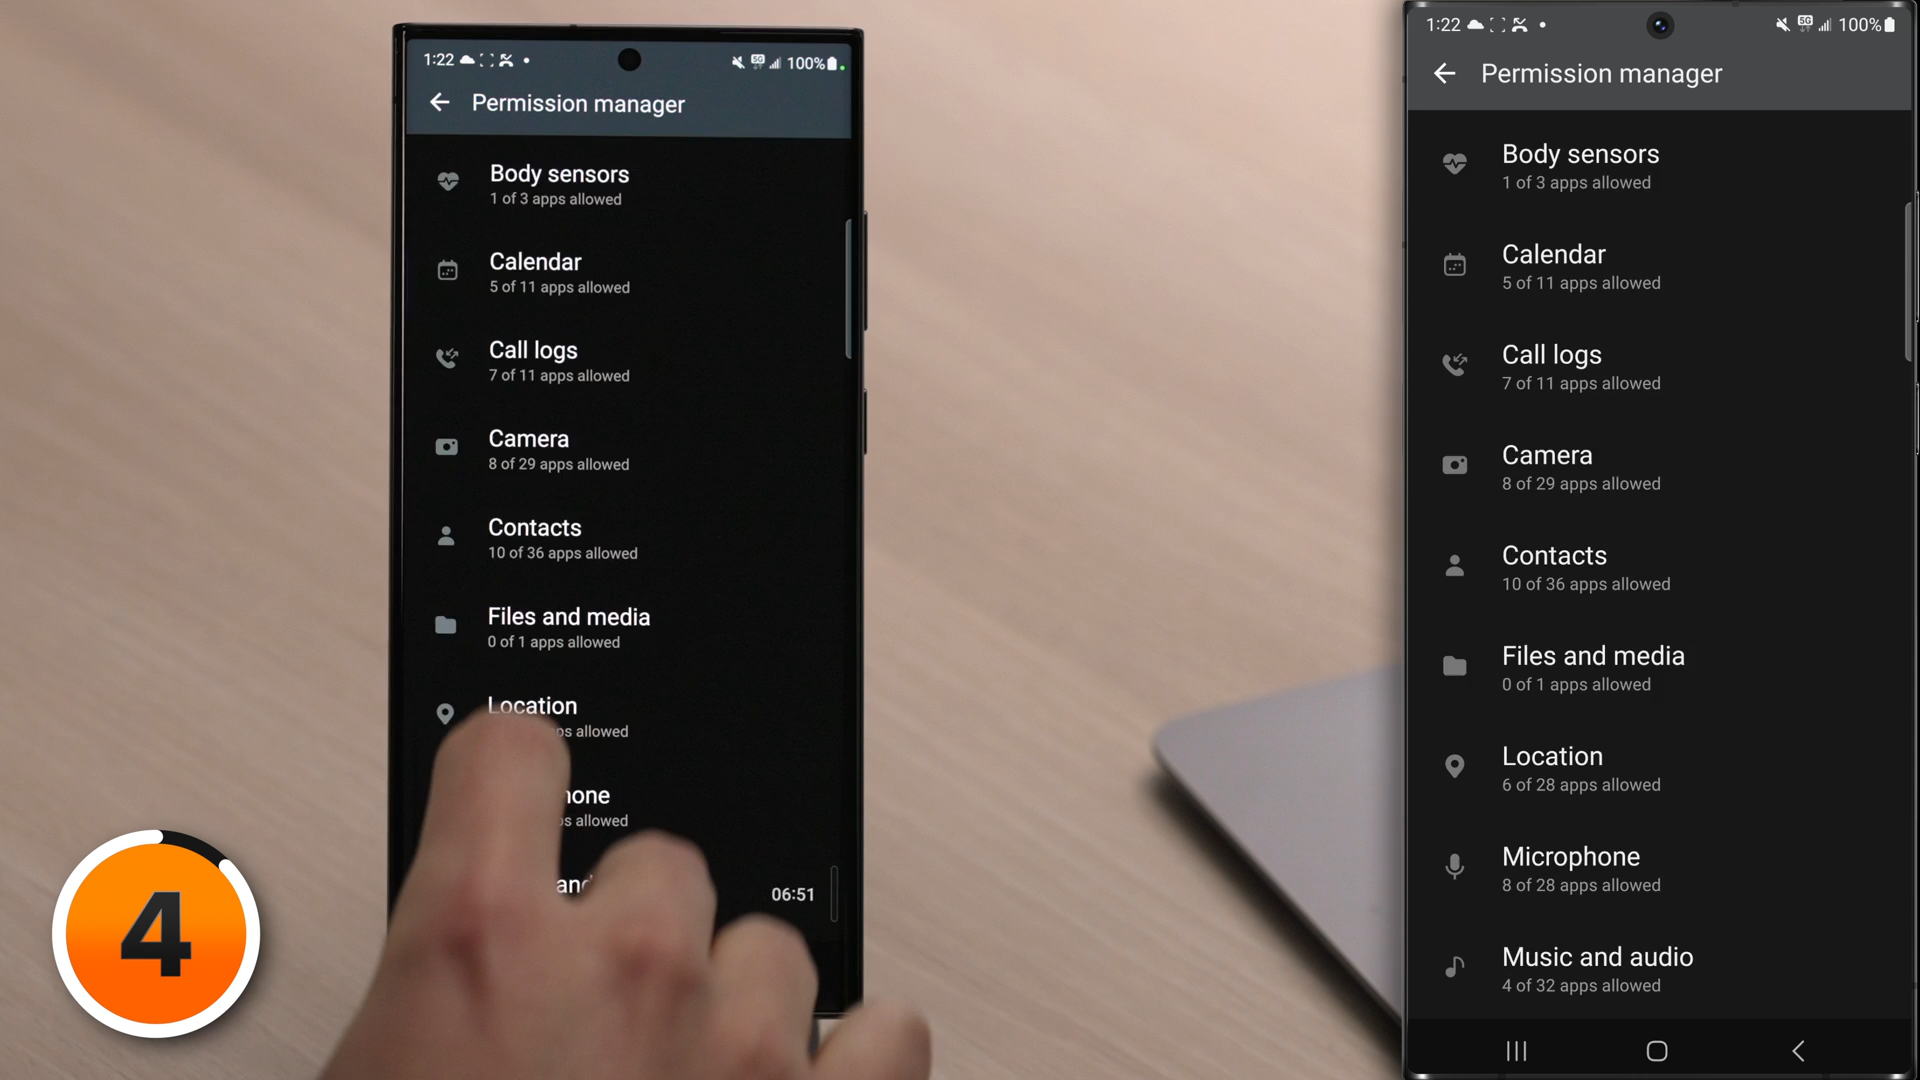 1:22
100%
Permission manager
Body sensors
1 of 3 apps allowed
Calendar
5 of 11 apps allowed
Call logs
7 of 11 apps allowed
Camera
8 of 29 apps allowed
Contacts
10 of 36 apps allowed
Files and media
0 of 1 apps allowed
Location
allowed
allowed
06:51
4
1:22
5G
100%
Permission manager
Body sensors
1 of 3 apps allowed
Calendar
5 of 11 apps allowed
Call logs
7 of 11 apps allowed
Camera
8 of 29 apps allowed
Contacts
10 of 36 apps allowed
Files and media
0 of 1 apps allowed
Location
6 of 28 apps allowed
Microphone
8 of 28 apps allowed
Music and audio
4 of 32 apps allowed